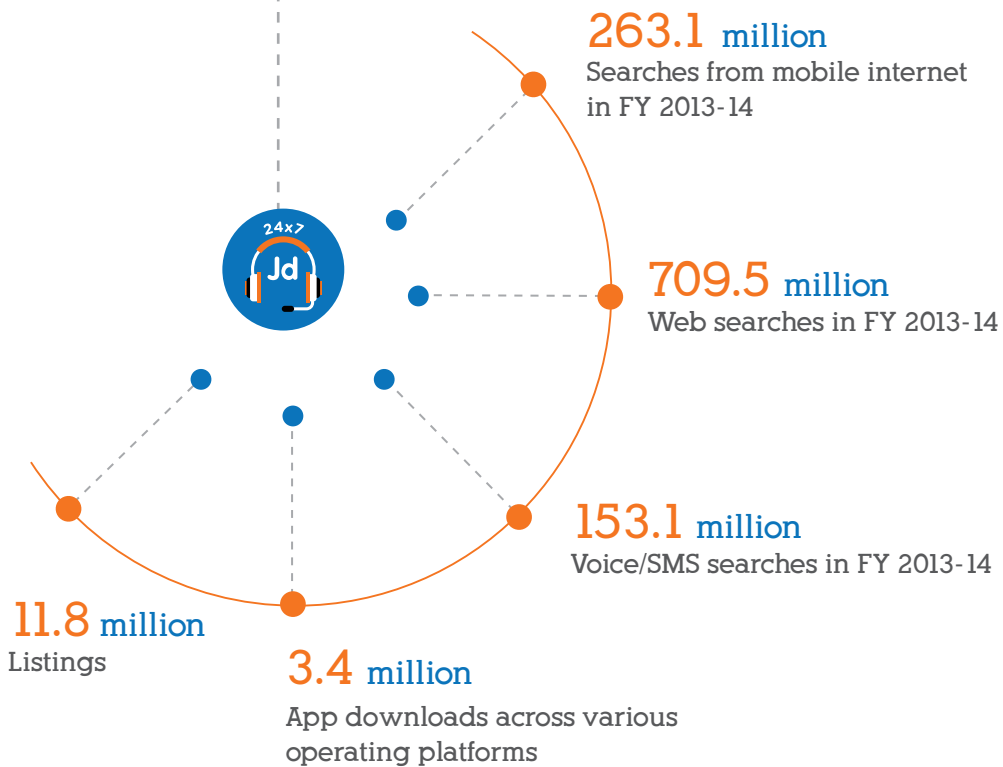 263.1 million
Searches from mobile internet
in FY 2013-14
24x7
Jd
709.5 million
Web searches in FY 2013-14
153.1 million
Voice/SMS searches in FY 2013-14
11.8 million
Listings
3.4 million
App downloads across various
operating platforms